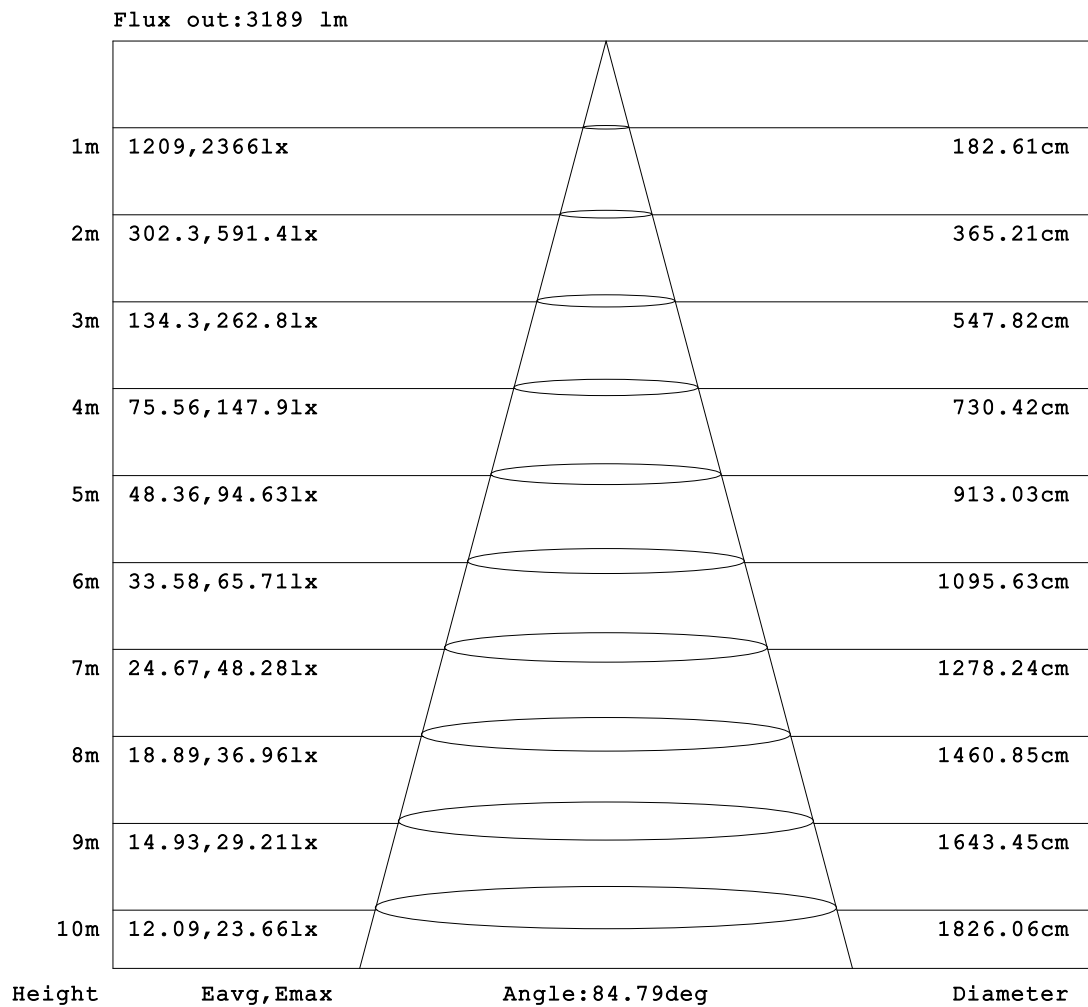 Flux out:3189 lm
1m 1209,2366lx 182.61cm
2m 302.3,591.4lx 365.21cm
3m 134.3,262.8lx 547.82cm
4m 75.56,147.9lx 730.42cm
5m 48.36,94.63lx 913.03cm
6m 33.58,65.71lx 1095.63cm
7m 24.67,48.28lx 1278.24cm
8m 18.89,36.96lx 1460.85cm
9m 14.93,29.21lx 1643.45cm
10m 12.09,23.66lx 1826.06cm
Height Eavg,Emax Angle:84.79deg Diameter